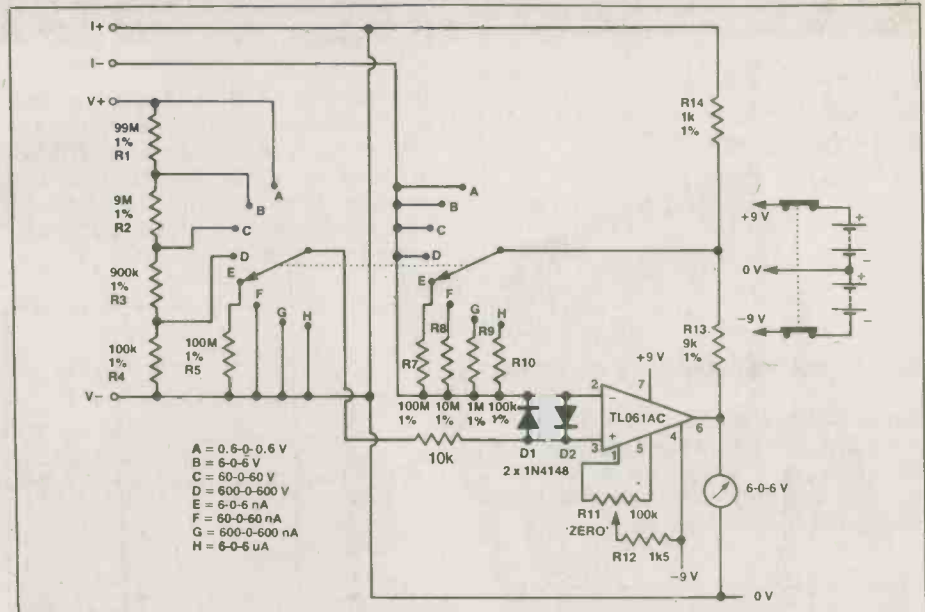 I+
I−
V+
99M
1%
R1
A
B
9M
1%
R2
C
D
900k
1%
R3
E
F
G
H
100k
1%
R4
100M
1%
R5
V−
A
B
C
D
E
F
G
H
R7
R8
R9
R10
100M
1%
10M
1%
1M
1%
100k
1%
R14
1k
1%
+9 V
0 V
−9 V
+
−
+
−
R13
9k
1%
10k
D1
D2
2 x 1N4148
2
−
7
+9 V
TL061AC
6
+
3
1
5
4
R11
100k
'ZERO'
R12
1k5
−9 V
6-0-6 V
0 V
A = 0.6-0-0.6 V
B = 6-0-6 V
C = 60-0-60 V
D = 600-0-600 V
E = 6-0-6 nA
F = 60-0-60 nA
G = 600-0-600 nA
H = 6-0-6 uA